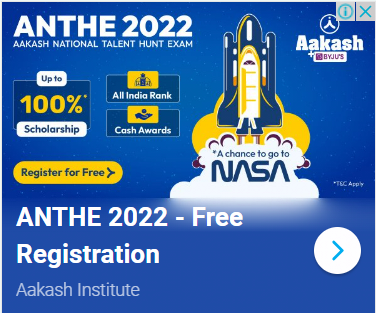 ANTHE 2022
AAKASH NATIONAL TALENT HUNT EXAM
Aakash
+ BYJU'S
Up to
100%*
Scholarship
All India Rank
Cash Awards
Register for Free
*A chance to go to
NASA
*T&C Apply
ANTHE 2022 - Free
Registration
Aakash Institute